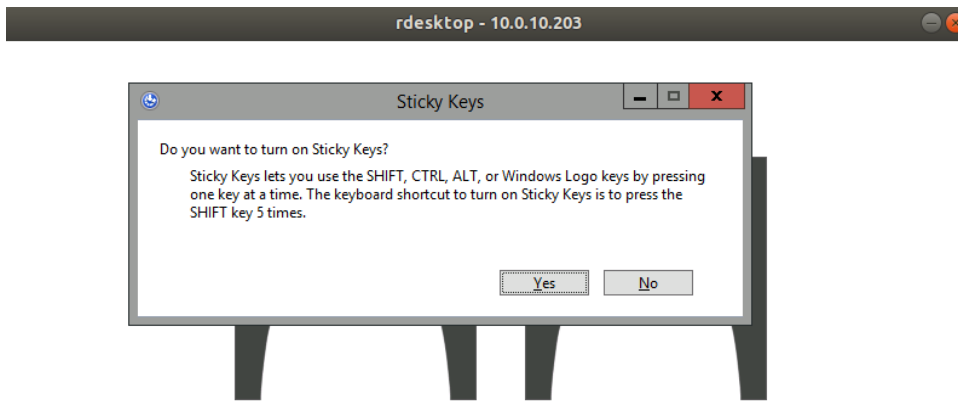 rdesktop - 10.0.10.203
Sticky Keys
Do you want to turn on Sticky Keys?
Sticky Keys lets you use the SHIFT, CTRL, ALT, or Windows Logo keys by pressing
one key at a time. The keyboard shortcut to turn on Sticky Keys is to press the
SHIFT key 5 times.
Yes No